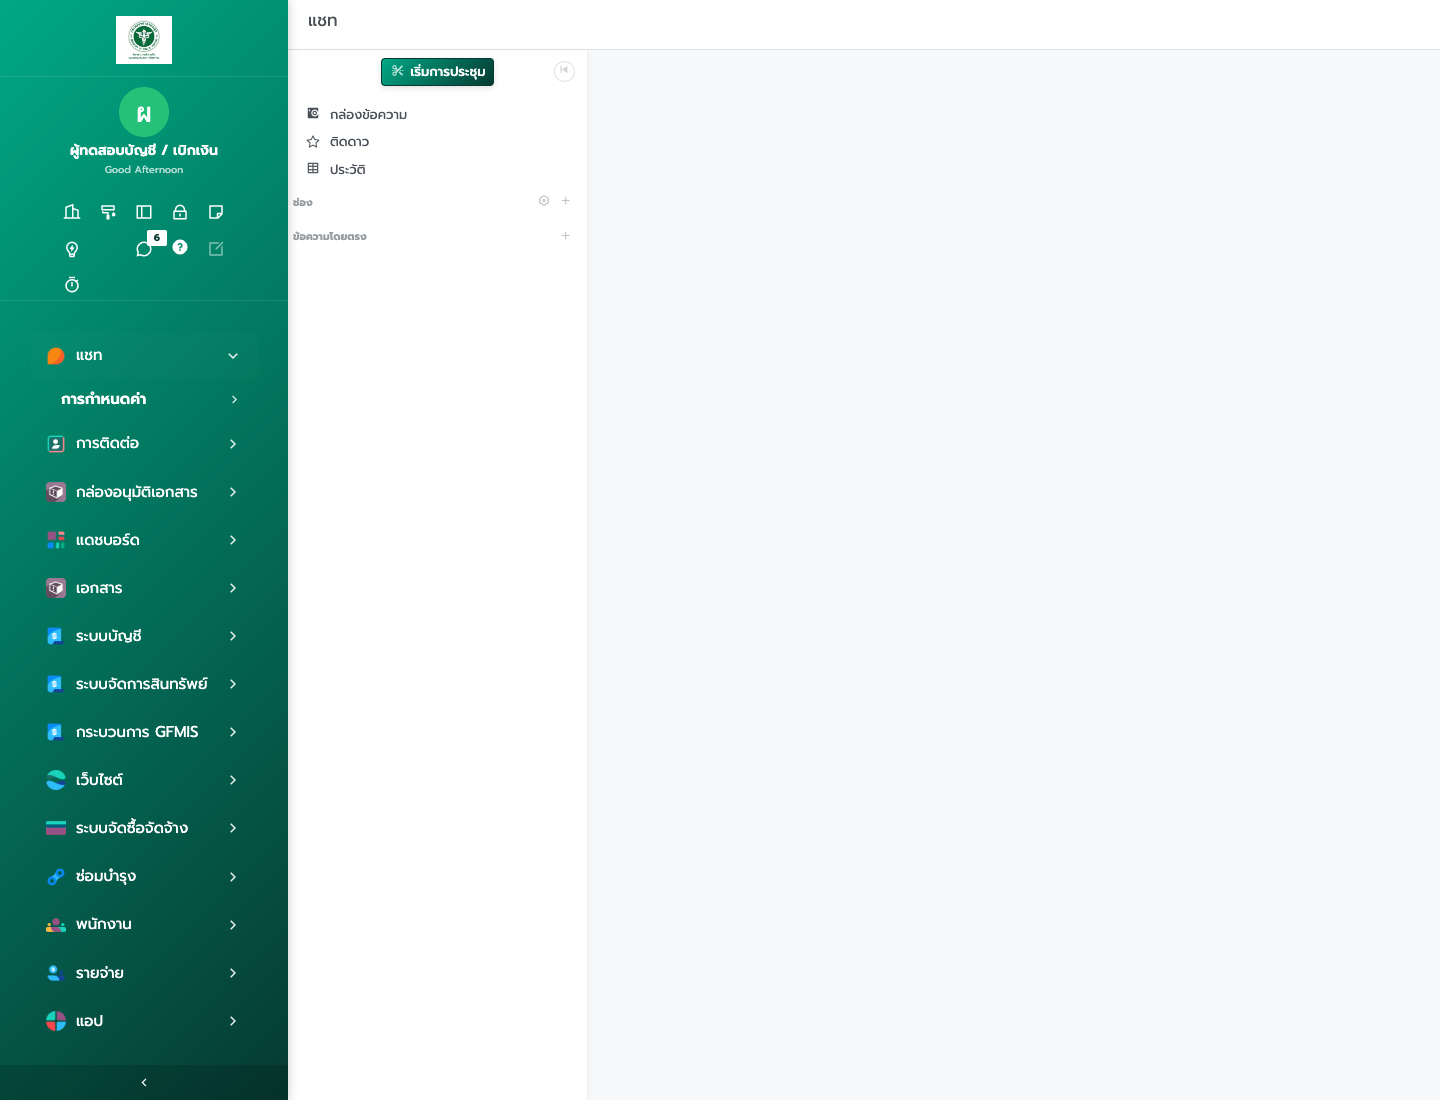 แชท
เริ่มการประชุม
กล่องข้อความ
ติดดาว
ประวัติ
ช่อง
ข้อความโดยตรง
ผ
ผู้ทดสอบบัญชี / เบิกเงิน
Good Afternoon
6
แชท
การกำหนดค่า
การติดต่อ
กล่องอนุมัติเอกสาร
แดชบอร์ด
เอกสาร
ระบบบัญชี
ระบบจัดการสินทรัพย์
กระบวนการ GFMIS
เว็บไซต์
ระบบจัดซื้อจัดจ้าง
ซ่อมบำรุง
พนักงาน
รายจ่าย
แอป